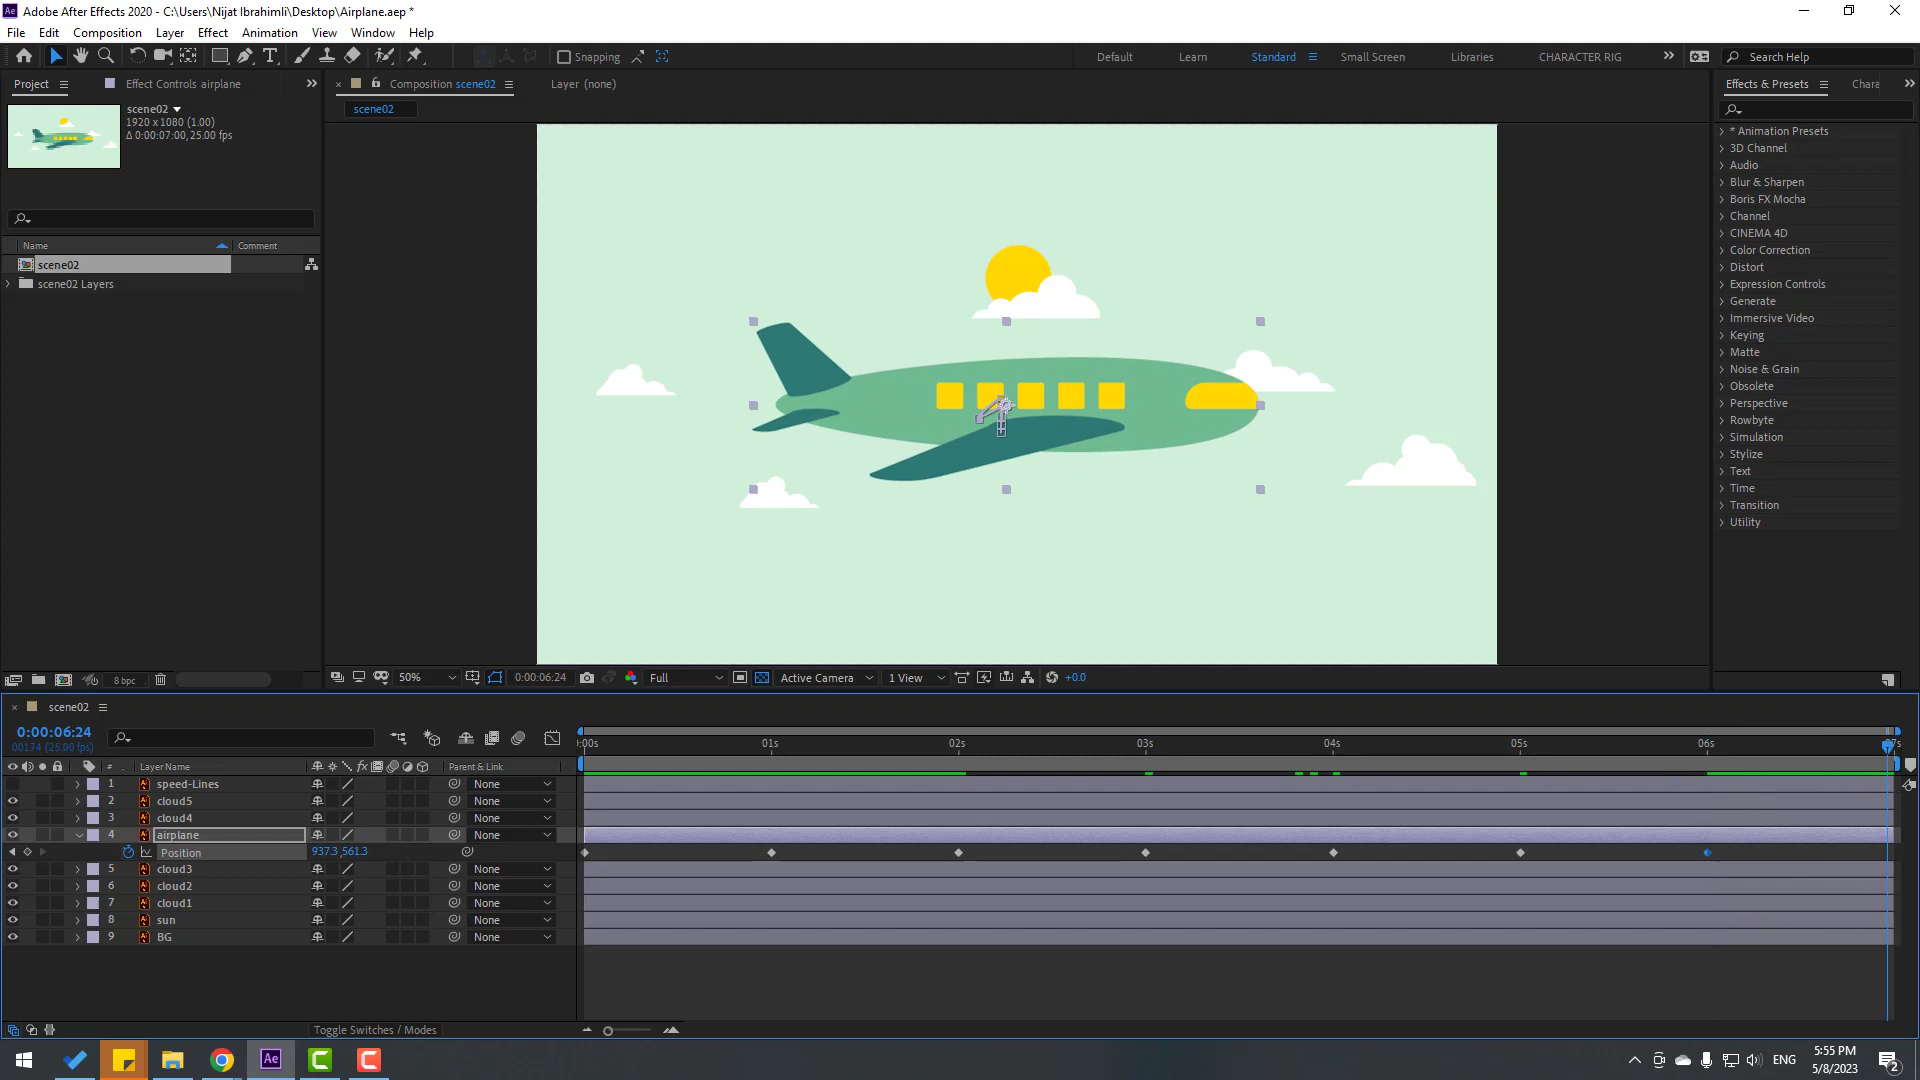 Adobe After Effects 2020 - C:\Users\Nijat Ibrahimli\Desktop\Airplane.aep *
File Edit Composition Layer Effect Animation View Window Help
Snapping
Default Learn Standard Small Screen Libraries CHARACTER RIG
Search Help
Project
Effect Controls airplane
Composition scene02
Layer (none)
Effects & Presets
Chara
scene02
1920 x 1080 (1.00)
Δ 0:00:07:00, 25.00 fps
scene02
Name Comment
scene02
scene02 Layers
8 bpc
* Animation Presets
3D Channel
Audio
Blur & Sharpen
Boris FX Mocha
Channel
CINEMA 4D
Color Correction
Distort
Expression Controls
Generate
Immersive Video
Keying
Matte
Noise & Grain
Obsolete
Perspective
Rowbyte
Simulation
Stylize
Text
Time
Transition
Utility
50% 0:00:06:24 Full Active Camera 1 View +0.0
scene02
0:00:06:24
00174 (25.00 fps)
:00s 01s 02s 03s 04s 05s 06s 7s
# Layer Name fx Parent & Link
1 speed-Lines None
2 cloud5 None
3 cloud4 None
4 airplane None
Position 937.3,561.3
5 cloud3 None
6 cloud2 None
7 cloud1 None
8 sun None
9 BG None
Toggle Switches / Modes
Ae
ENG
5:55 PM
5/8/2023
2